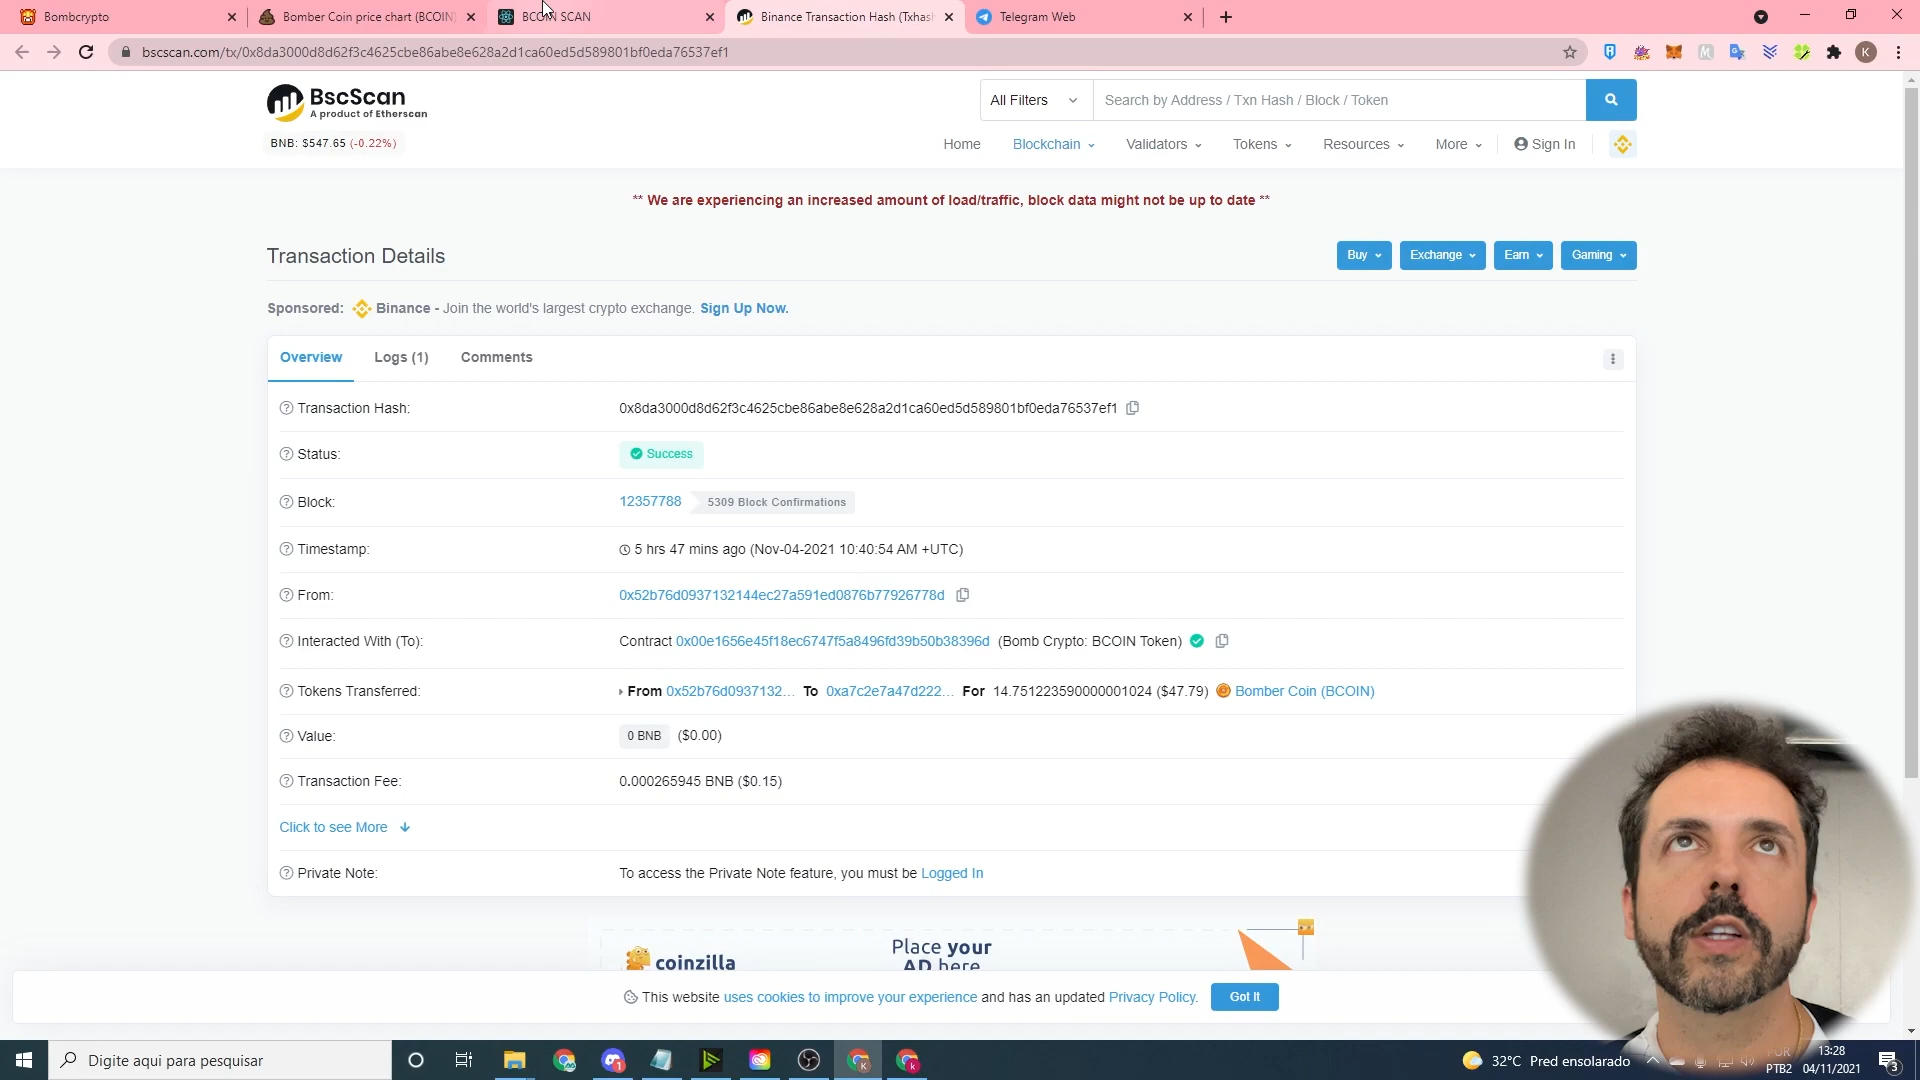 Bombcrypto
Bomber Coin price chart (BCOIN)
BCCOIN SCAN
Binance Transaction Hash (Txhas
Telegram Web
bscscan.com/tx/0x8da3000d8d62f3c4625cbe86abe8e628a2d1ca60ed5d589801bf0eda76537ef1
K
BscScan
A product of Etherscan
All Filters
Search by Address / Txn Hash / Block / Token
BNB: $547.65 (-0.22%)
Home
Blockchain
Validators
Tokens
Resources
More
Sign In
** We are experiencing an increased amount of load/traffic, block data might not be up to date **
Transaction Details
Buy
Exchange
Earn
Gaming
Sponsored: Binance - Join the world's largest crypto exchange. Sign Up Now.
Overview
Logs (1)
Comments
Transaction Hash:
0x8da3000d8d62f3c4625cbe86abe8e628a2d1ca60ed5d589801bf0eda76537ef1
Status:
Success
Block:
12357788
5309 Block Confirmations
Timestamp:
5 hrs 47 mins ago (Nov-04-2021 10:40:54 AM +UTC)
From:
0x52b76d0937132144ec27a591ed0876b77926778d
Interacted With (To):
Contract 0x00e1656e45f18ec6747f5a8496fd39b50b38396d (Bomb Crypto: BCOIN Token)
Tokens Transferred:
From 0x52b76d0937132... To 0xa7c2e7a47d222... For 14.751223590000001024 ($47.79) Bomber Coin (BCOIN)
Value:
0 BNB ($0.00)
Transaction Fee:
0.000265945 BNB ($0.15)
Click to see More
Private Note:
To access the Private Note feature, you must be Logged In
coinzilla
Place your
AD here
This website uses cookies to improve your experience and has an updated Privacy Policy.
Got It
Digite aqui para pesquisar
32°C Pred ensolarado
POR
PTB2
13:28
04/11/2021
3